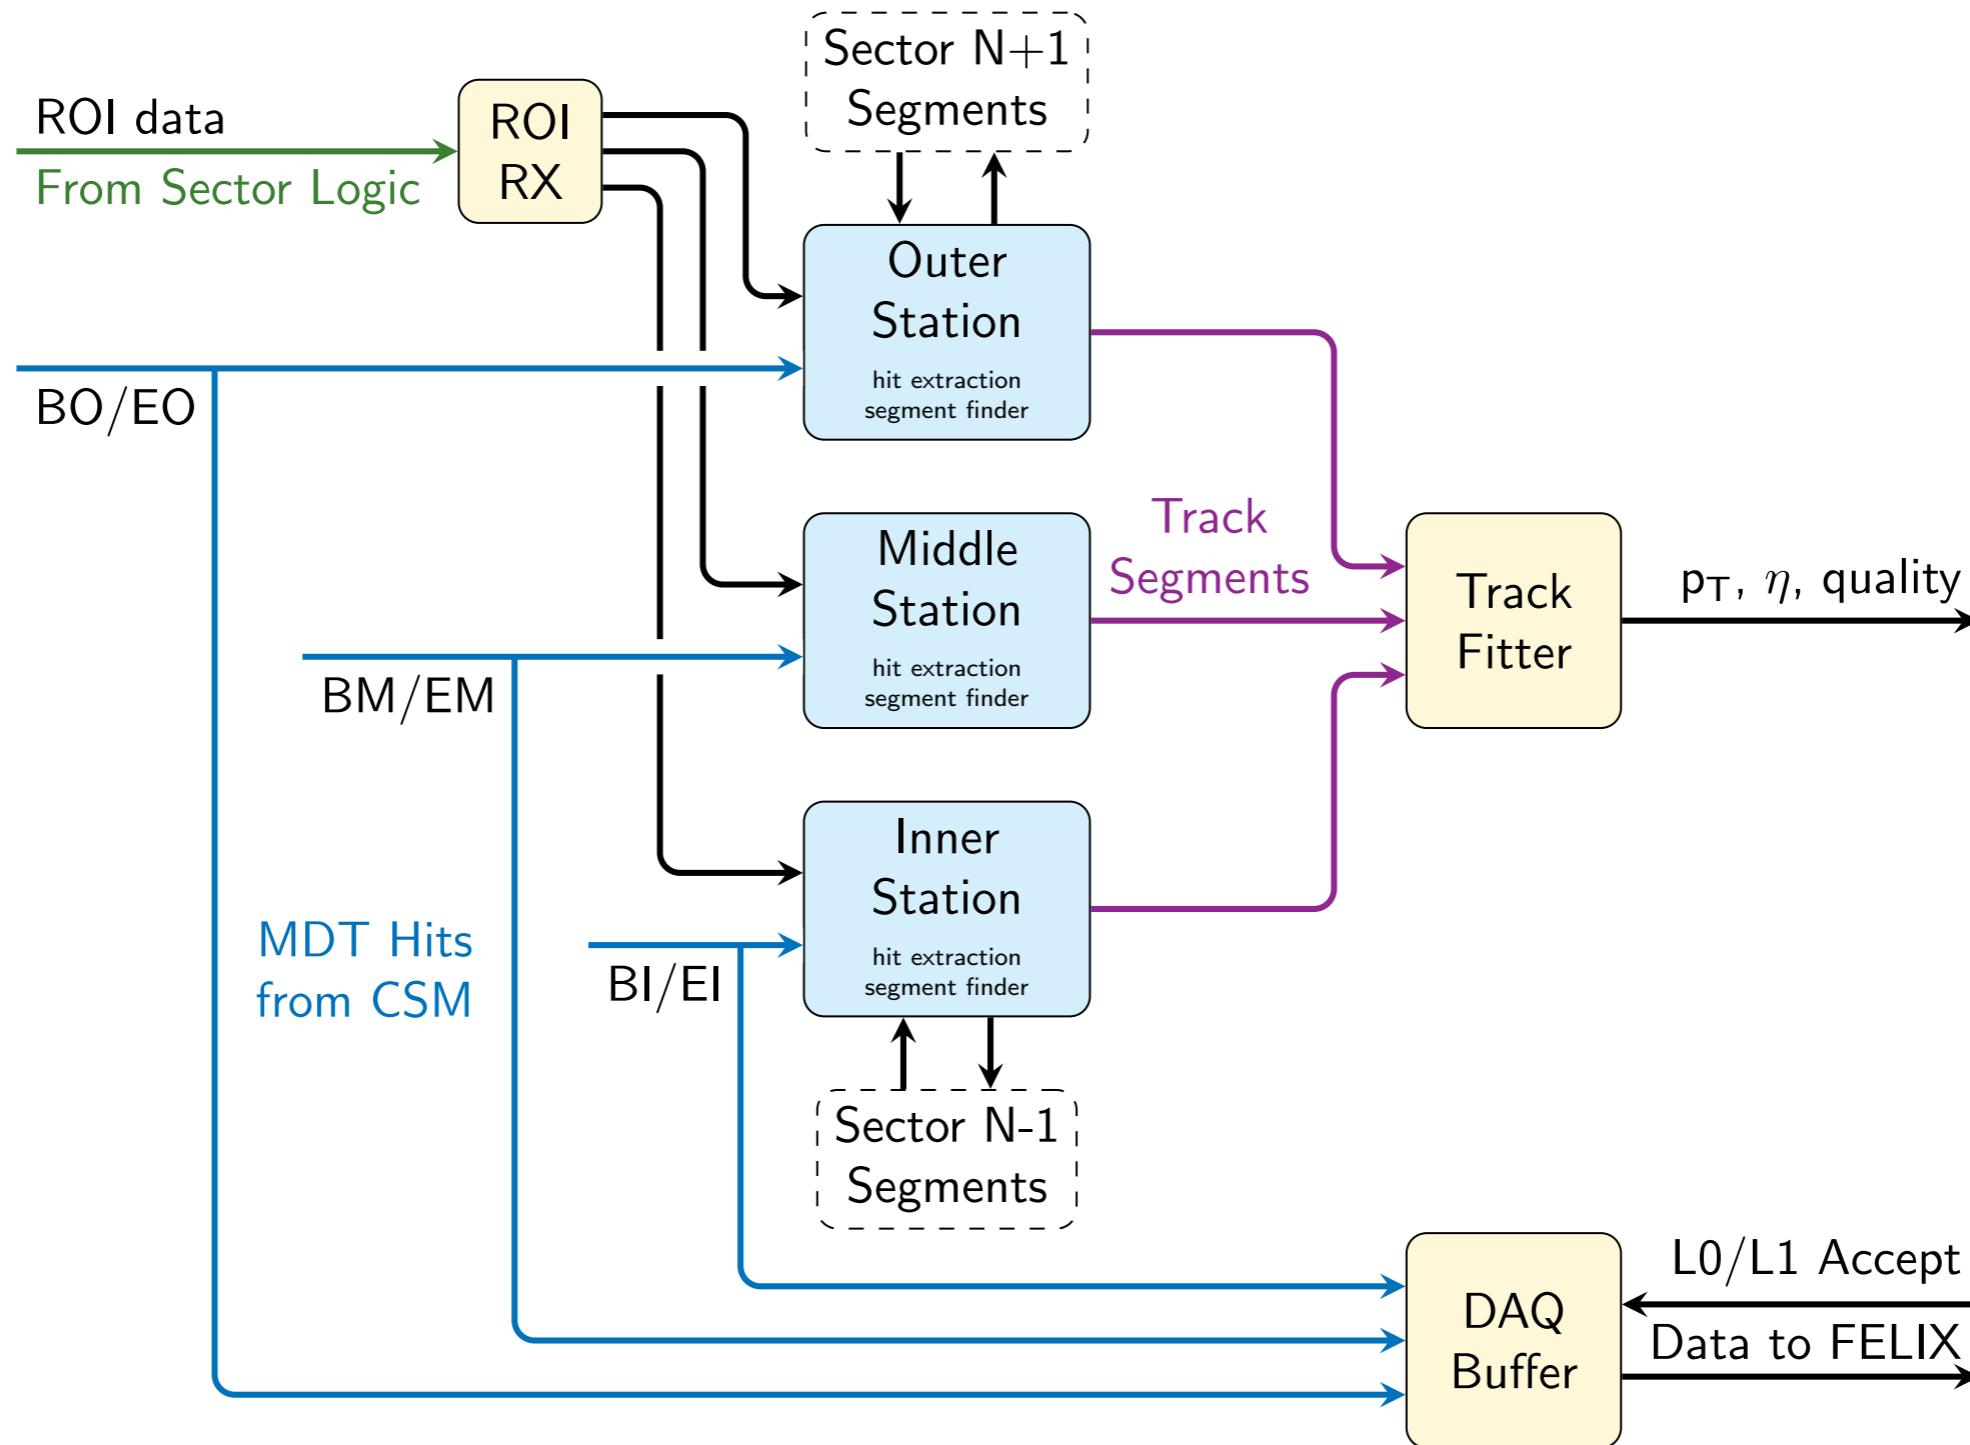 Sector N+1
Segments
ROI data
From Sector Logic
ROI
RX
Outer
Station
hit extraction
segment finder
BO/EO
Middle
Station
hit extraction
segment finder
BM/EM
Track
Segments
Track
Fitter
pT, η, quality
Inner
Station
hit extraction
segment finder
BI/EI
MDT Hits
from CSM
Sector N-1
Segments
DAQ
Buffer
L0/L1 Accept
Data to FELIX